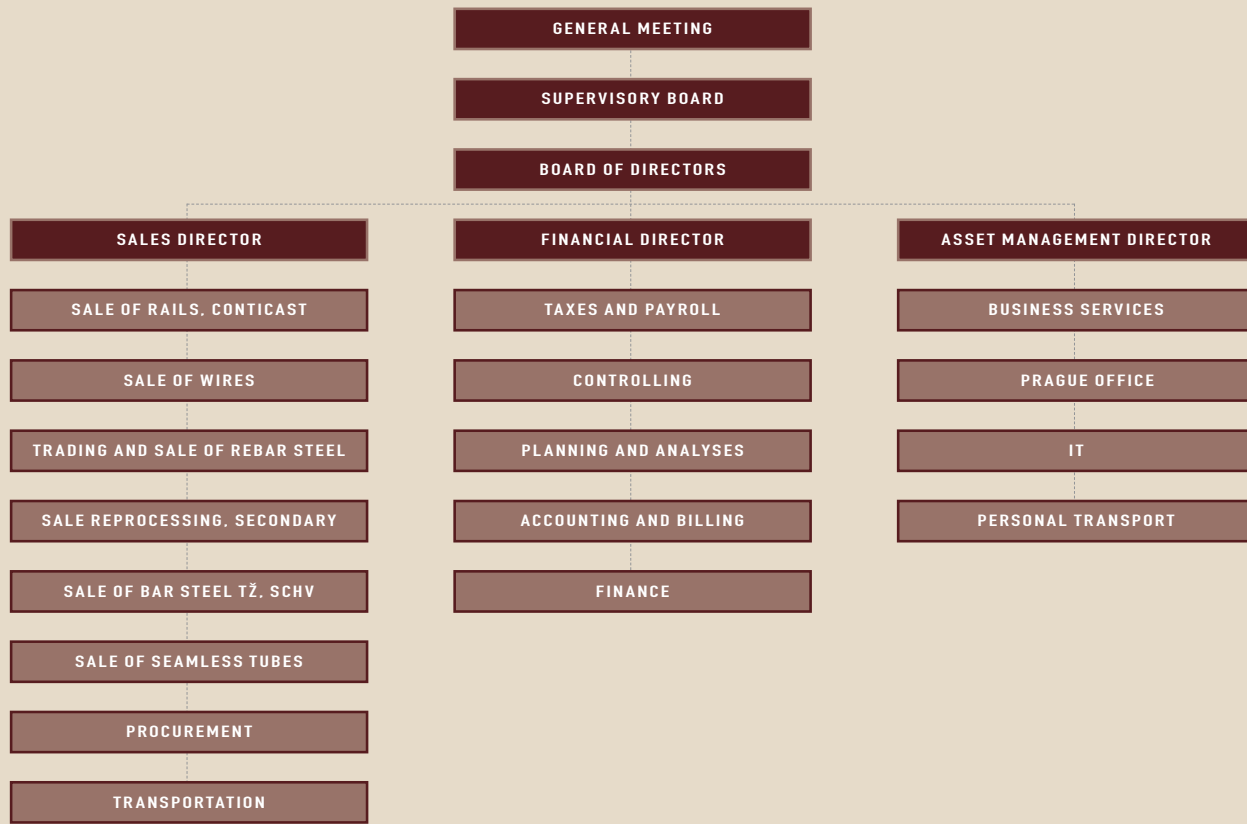 GENERAL MEETING
SUPERVISORY BOARD
BOARD OF DIRECTORS
SALES DIRECTOR
SALE OF RAILS, CONTICAST
SALE OF WIRES
TRADING AND SALE OF REBAR STEEL
SALE REPROCESSING, SECONDARY
SALE OF BAR STEEL TŽ, SCHV
SALE OF SEAMLESS TUBES
PROCUREMENT
TRANSPORTATION
FINANCIAL DIRECTOR
TAXES AND PAYROLL
CONTROLLING
PLANNING AND ANALYSES
ACCOUNTING AND BILLING
FINANCE
ASSET MANAGEMENT DIRECTOR
BUSINESS SERVICES
PRAGUE OFFICE
IT
PERSONAL TRANSPORT